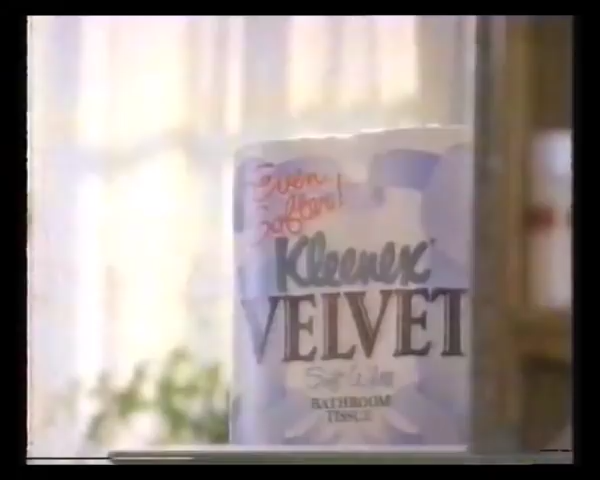 Even
Softer!
Kleenex
VELVET
BATHROOM
TISSUE